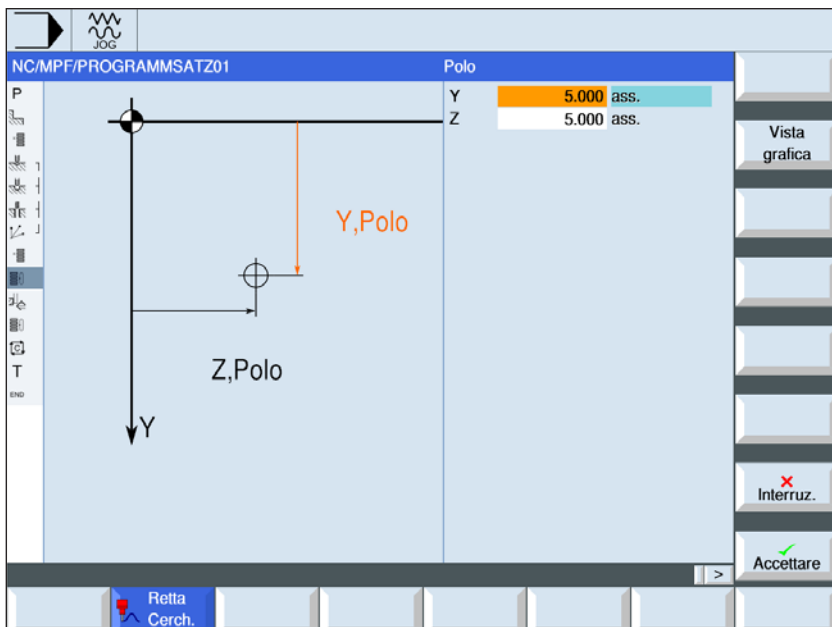 JOG
NC/MPF/PROGRAMMSATZ01
Polo
P
T
END
Y,Polo
Z,Polo
Y
Y 5.000 ass.
Z 5.000 ass.
Vista
grafica
Interruz.
Accettare
>
Retta
Cerch.